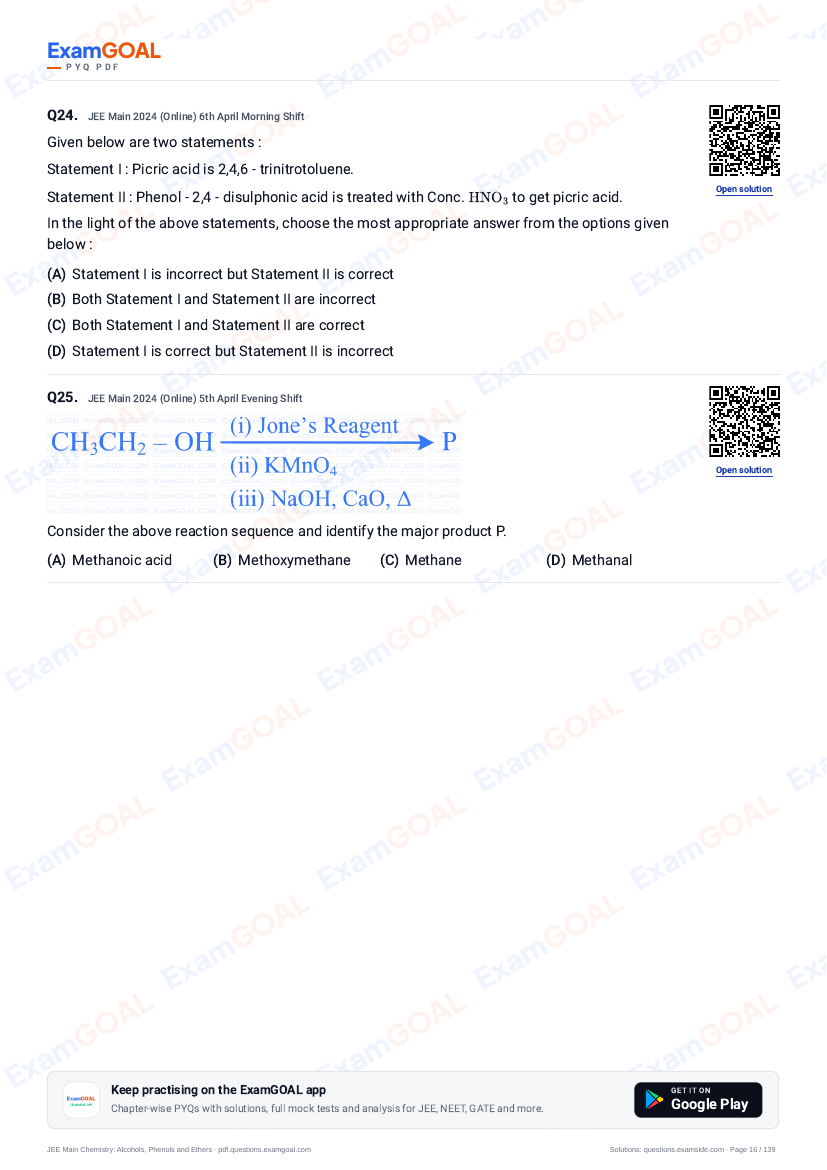 ExamGOAL
PYQ PDF
Q24. JEE Main 2024 (Online) 6th April Morning Shift
Given below are two statements :
Statement I : Picric acid is 2,4,6 - trinitrotoluene.
Statement II : Phenol - 2,4 - disulphonic acid is treated with Conc. HNO₃ to get picric acid.
In the light of the above statements, choose the most appropriate answer from the options given
below :
(A) Statement I is incorrect but Statement II is correct
(B) Both Statement I and Statement II are incorrect
(C) Both Statement I and Statement II are correct
(D) Statement I is correct but Statement II is incorrect
Open solution
Q25. JEE Main 2024 (Online) 5th April Evening Shift
(i) Jone's Reagent
CH₃CH₂ – OH P
(ii) KMnO₄
(iii) NaOH, CaO, Δ
Open solution
Consider the above reaction sequence and identify the major product P.
(A) Methanoic acid (B) Methoxymethane (C) Methane (D) Methanal
Keep practising on the ExamGOAL app
Chapter-wise PYQs with solutions, full mock tests and analysis for JEE, NEET, GATE and more.
GET IT ON
Google Play
JEE Main Chemistry: Alcohols, Phenols and Ethers · pdf.questions.examgoal.com
Solutions: questions.examside.com · Page 16 / 139